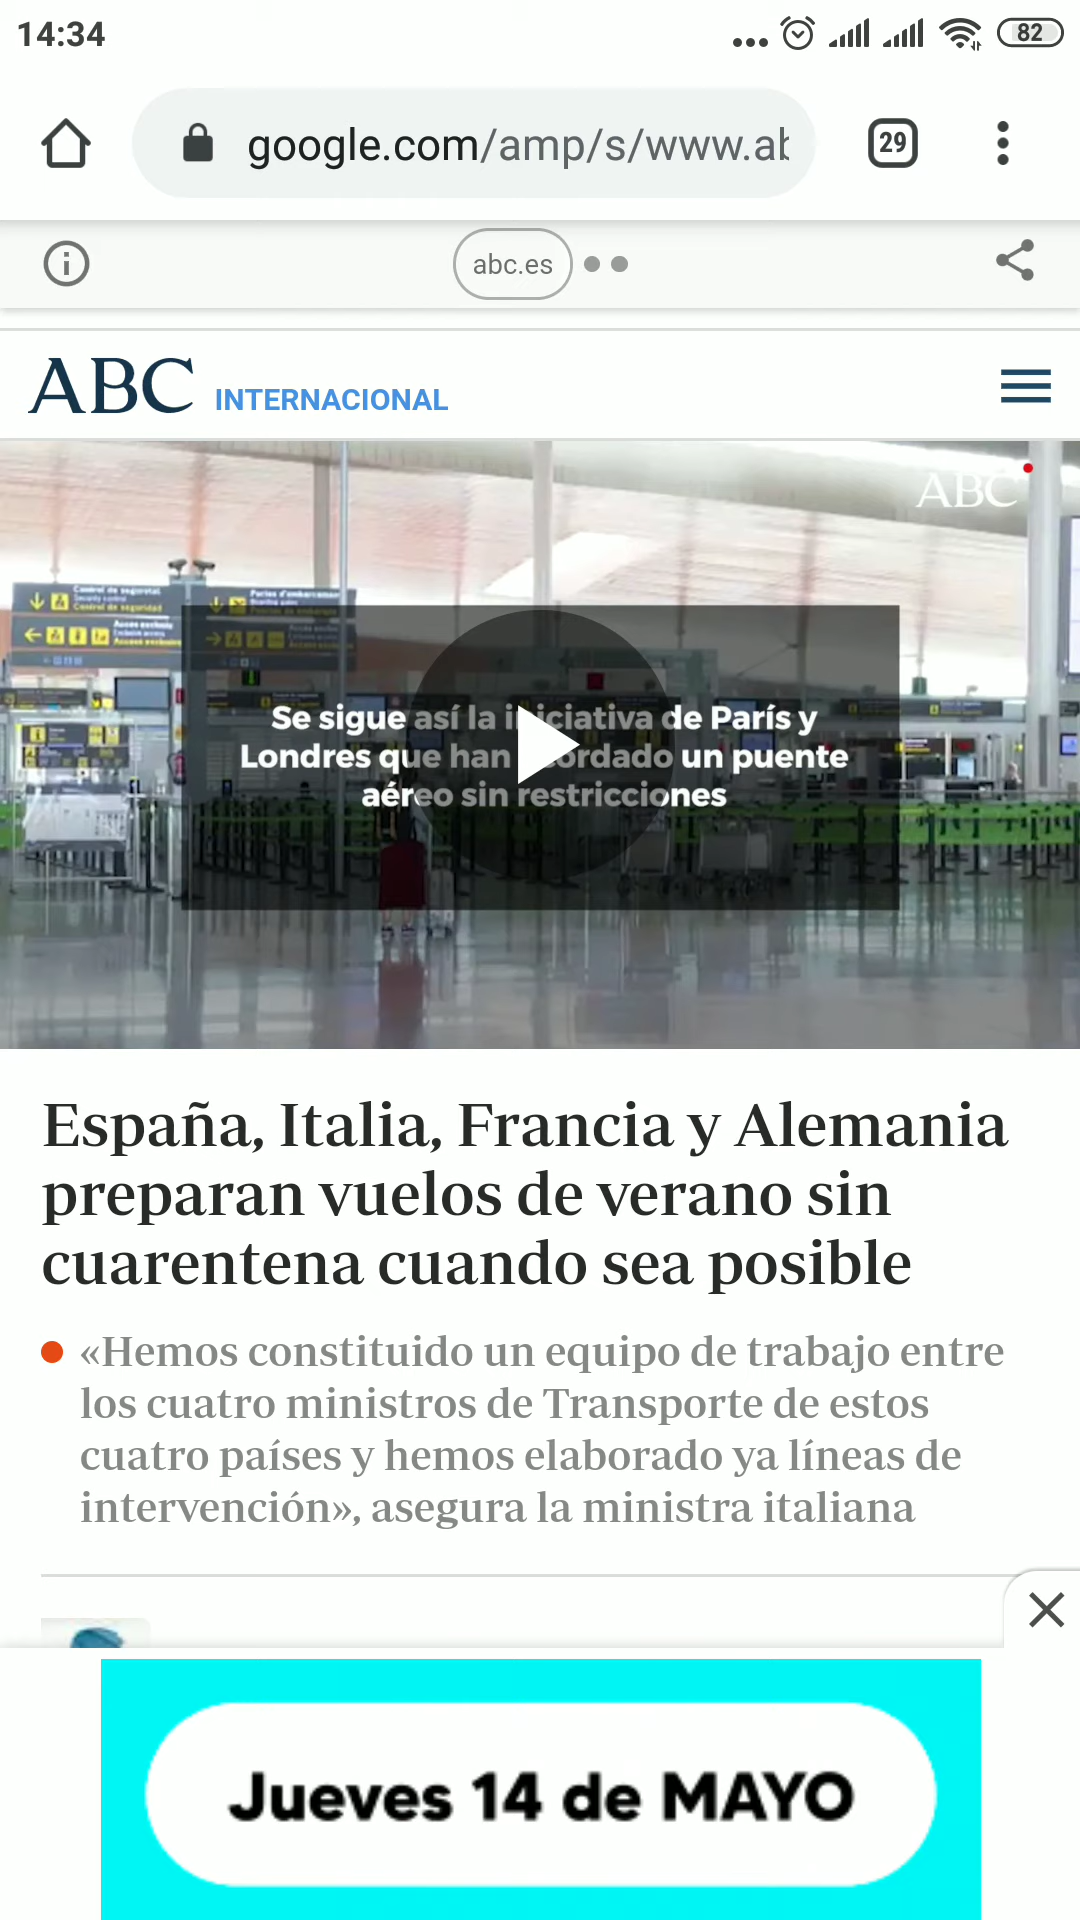 14:34
82
google.com/amp/s/www.ab
29
abc.es
ABC INTERNACIONAL
ABC
Se sigue así la iniciativa de París y
Londres que han acordado un puente
aéreo sin restricciones
España, Italia, Francia y Alemania
preparan vuelos de verano sin
cuarentena cuando sea posible
«Hemos constituido un equipo de trabajo entre
los cuatro ministros de Transporte de estos
cuatro países y hemos elaborado ya líneas de
intervención», asegura la ministra italiana
Jueves 14 de MAYO